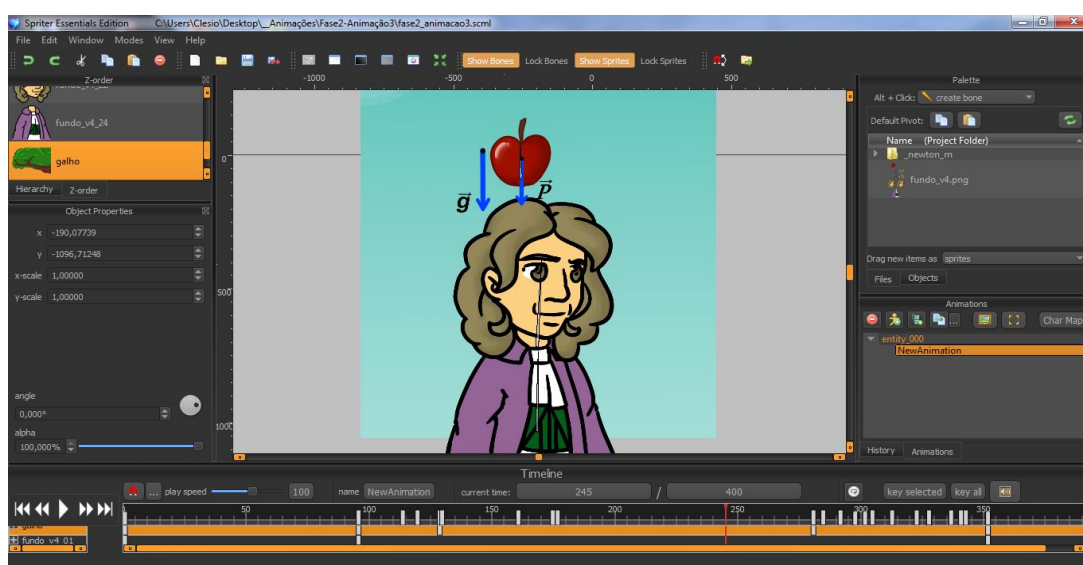 Spriter Essentials Edition C:\Users\Clesio\Desktop\__Animações\Fase2-Animação3\fase2_animacao3.scml
File Edit Window Modes View Help
Show Bones Lock Bones Show Sprites Lock Sprites
Z-order
fundo_v4_24
galho
Hierarchy Z-order
Object Properties
x -190,07739
y -1096,71248
x-scale 1,00000
y-scale 1,00000
angle
0,000°
alpha
100,000%
-1000 -500 0 500
0
500
1000
g
P
Palette
Alt + Click: create bone
Default Pivot:
Name (Project Folder)
_newton_m
fundo_v4.png
Drag new items as sprites
Files Objects
Animations
... Char Map
entity_000
NewAnimation
History Animations
Timeline
... play speed 100 name NewAnimation current time: 245 / 400 key selected key all
50 100 150 200 250 300 350
galho
fundo v4 01